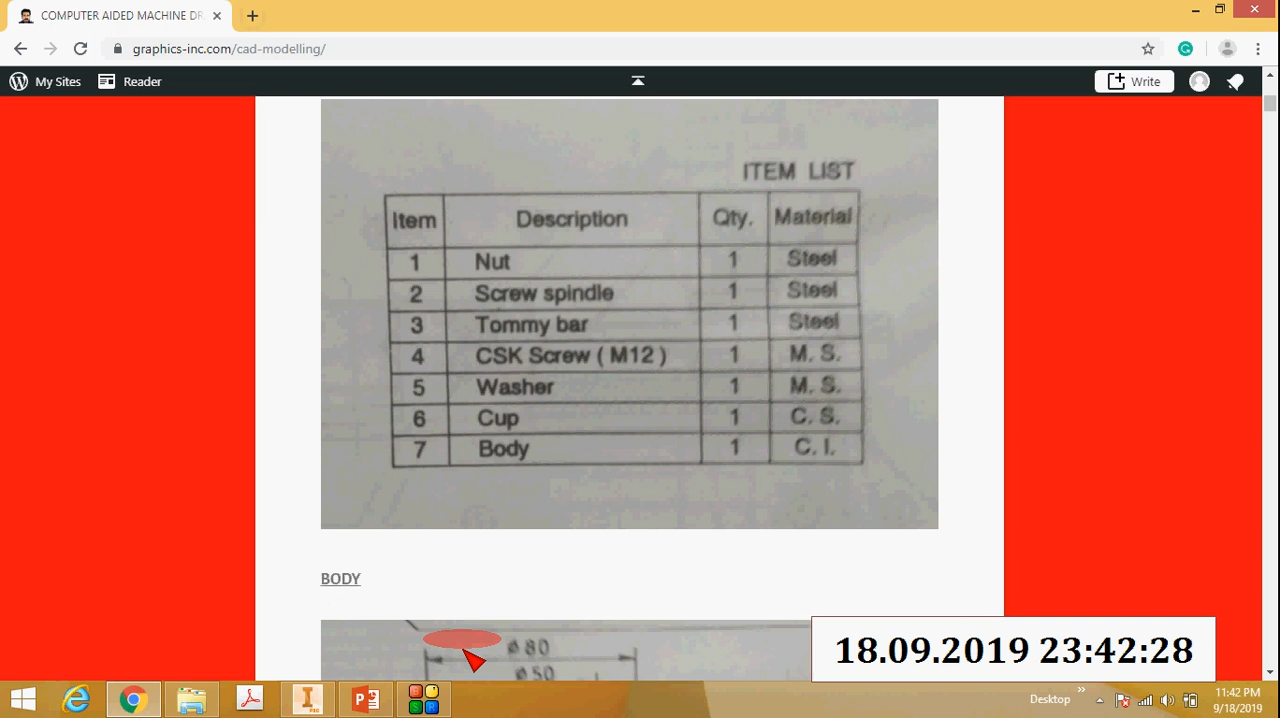 COMPUTER AIDED MACHINE DR
graphics-inc.com/cad-modelling/
My Sites Reader Write
ITEM LIST
Item Description Qty. Material
1 Nut 1 Steel
2 Screw spindle 1 Steel
3 Tommy bar 1 Steel
4 CSK Screw ( M12 ) 1 M. S.
5 Washer 1 M. S.
6 Cup 1 C. S.
7 Body 1 C. I.
BODY
ø 80
ø 50
18.09.2019 23:42:28
Desktop 11:42 PM
9/18/2019